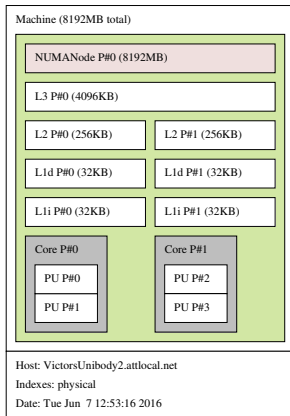 Machine (8192MB total)
NUMANode P#0 (8192MB)
L3 P#0 (4096KB)
L2 P#0 (256KB) L2 P#1 (256KB)
L1d P#0 (32KB) L1d P#1 (32KB)
L1i P#0 (32KB) L1i P#1 (32KB)
Core P#0 Core P#1
PU P#0 PU P#2
PU P#1 PU P#3
Host: VictorsUnibody2.attlocal.net
Indexes: physical
Date: Tue Jun  7 12:53:16 2016